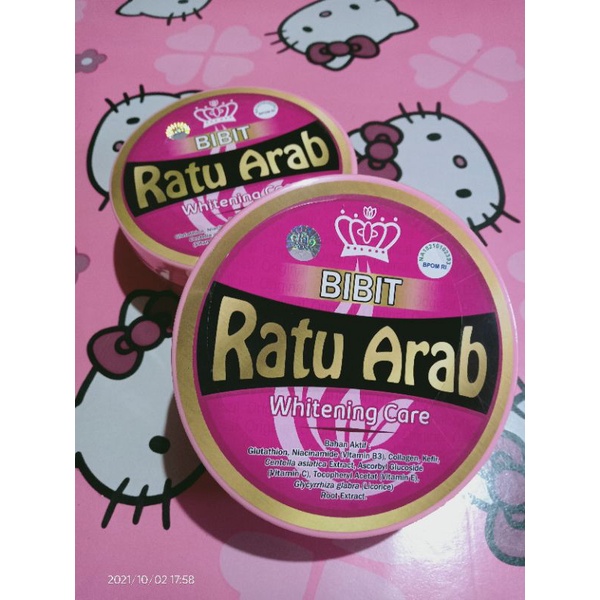 BIBIT
Ratu Arab
Whitening Care
BIBIT
Ratu Arab
Whitening Care
BPOM RI
Bahan Aktif
Glutathion, Niacinamide (Vitamin B3), Collagen, Kefir,
Centella asiatica Extract, Ascorbyl Glucoside
(Vitamin C), Tocopheryl Acetat (Vitamin E),
Glycyrrhiza glabra (Licorice)
Root Extract
2021/10/02 17:58